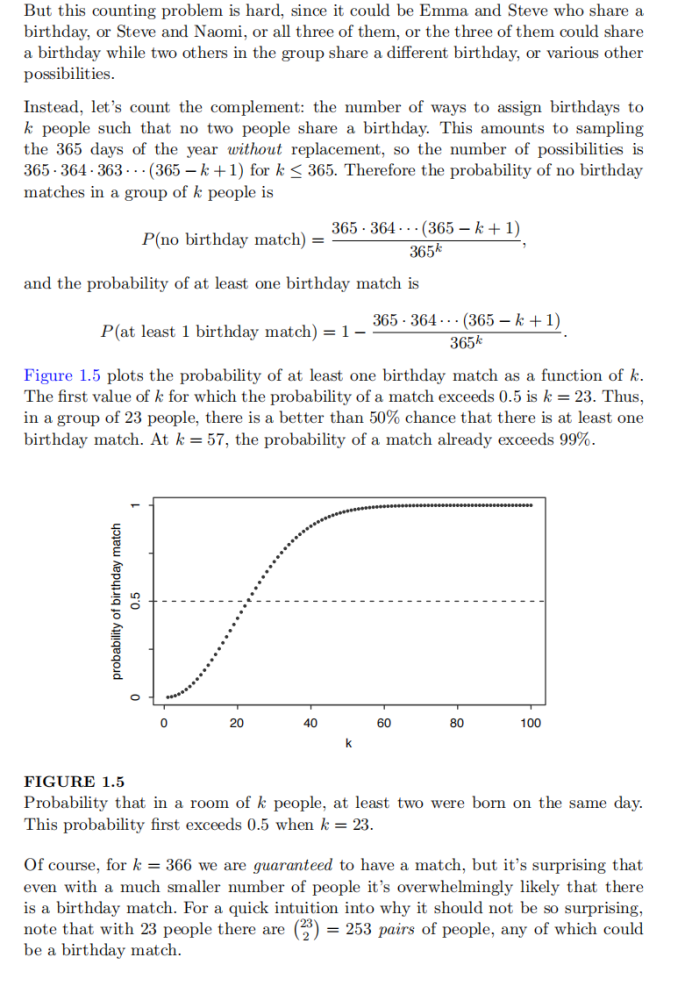 But this counting problem is hard, since it could be Emma and Steve who share a
birthday, or Steve and Naomi, or all three of them, or the three of them could share
a birthday while two others in the group share a different birthday, or various other
possibilities.
Instead, let's count the complement: the number of ways to assign birthdays to
k people such that no two people share a birthday. This amounts to sampling
the 365 days of the year without replacement, so the number of possibilities is
365 · 364 · 363 · · · (365 − k + 1) for k ≤ 365. Therefore the probability of no birthday
matches in a group of k people is
P(no birthday match) = \frac{365 · 364 · · · (365 − k + 1)}{365^k},
and the probability of at least one birthday match is
P(at least 1 birthday match) = 1 − \frac{365 · 364 · · · (365 − k + 1)}{365^k}.
Figure 1.5 plots the probability of at least one birthday match as a function of k.
The first value of k for which the probability of a match exceeds 0.5 is k = 23. Thus,
in a group of 23 people, there is a better than 50% chance that there is at least one
birthday match. At k = 57, the probability of a match already exceeds 99%.
probability of birthday match
1
0.5
0
0 20 40 60 80 100
k
FIGURE 1.5
Probability that in a room of k people, at least two were born on the same day.
This probability first exceeds 0.5 when k = 23.
Of course, for k = 366 we are guaranteed to have a match, but it's surprising that
even with a much smaller number of people it's overwhelmingly likely that there
is a birthday match. For a quick intuition into why it should not be so surprising,
note that with 23 people there are \binom{23}{2} = 253 pairs of people, any of which could
be a birthday match.